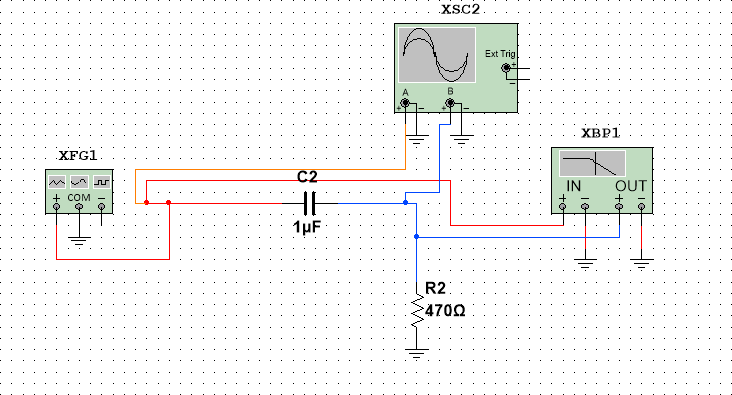 XSC2
Ext Trig
+
A B −
+ − + −
XBP1
XFG1
C2
IN OUT
+ COM −
+ − + −
1µF
R2
470Ω